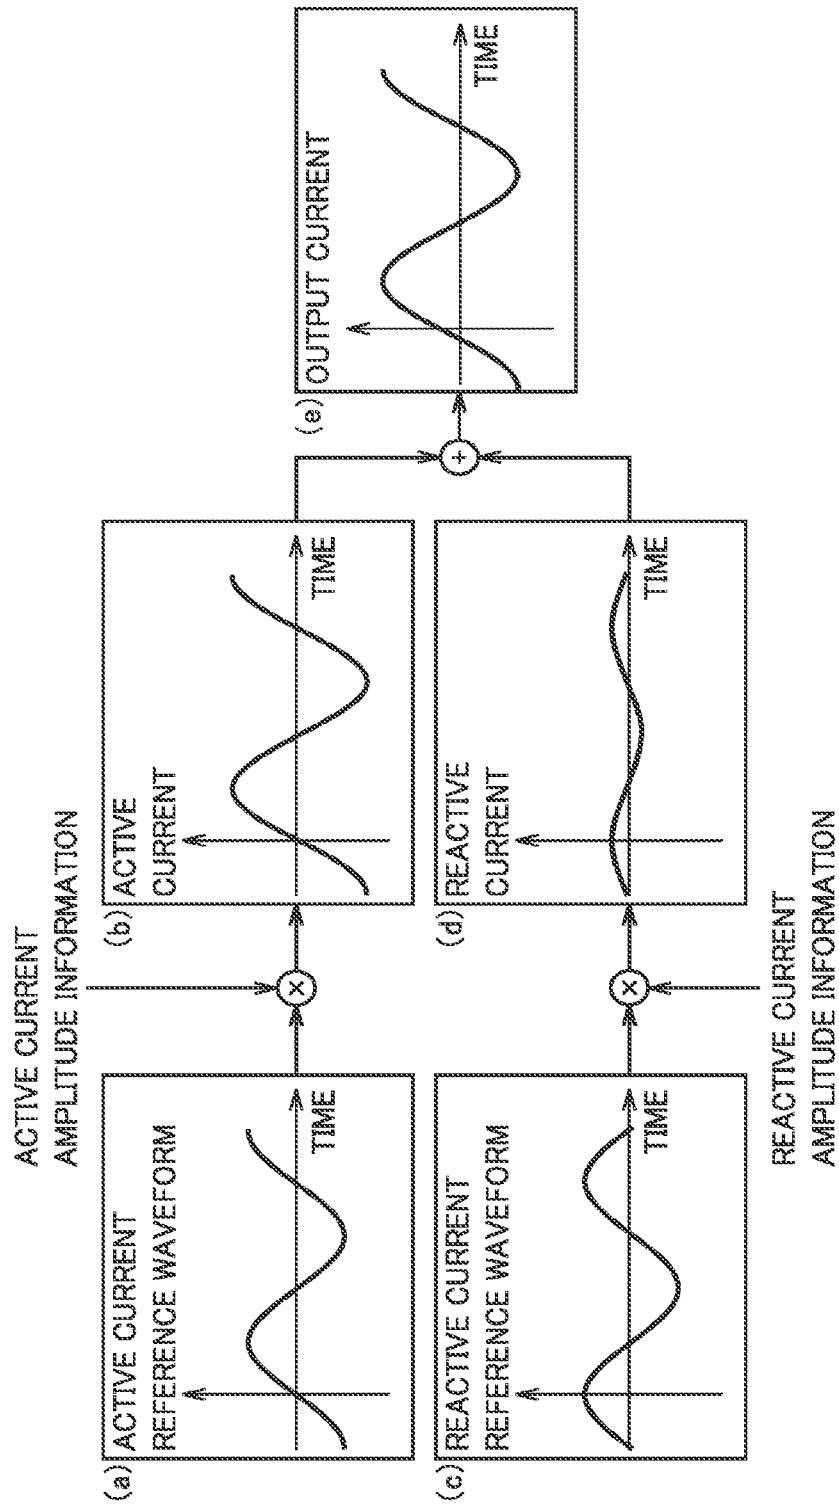 ACTIVE CURRENT
AMPLITUDE INFORMATION
(a)
ACTIVE CURRENT
REFERENCE WAVEFORM
TIME
×
(b)
ACTIVE
CURRENT
TIME
(c)
REACTIVE CURRENT
REFERENCE WAVEFORM
TIME
×
(d)
REACTIVE
CURRENT
TIME
REACTIVE CURRENT
AMPLITUDE INFORMATION
+
(e)
OUTPUT CURRENT
TIME